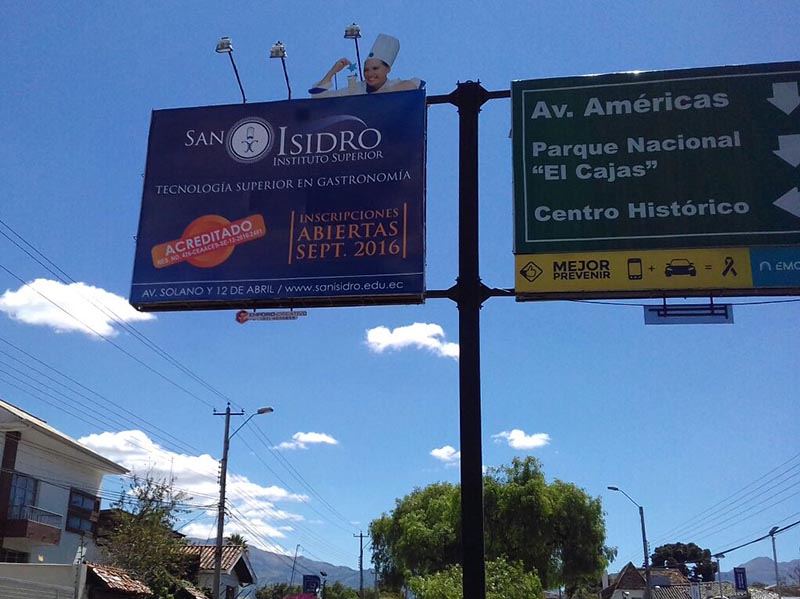 SAN ISIDRO
INSTITUTO SUPERIOR
TECNOLOGÍA SUPERIOR EN GASTRONOMÍA
ACREDITADO
INSCRIPCIONES
ABIERTAS
SEPT. 2016
AV. SOLANO Y 12 DE ABRIL / www.sanisidro.edu.ec
Av. Américas
Parque Nacional
"El Cajas"
Centro Histórico
MEJOR
PREVENIR
+ =